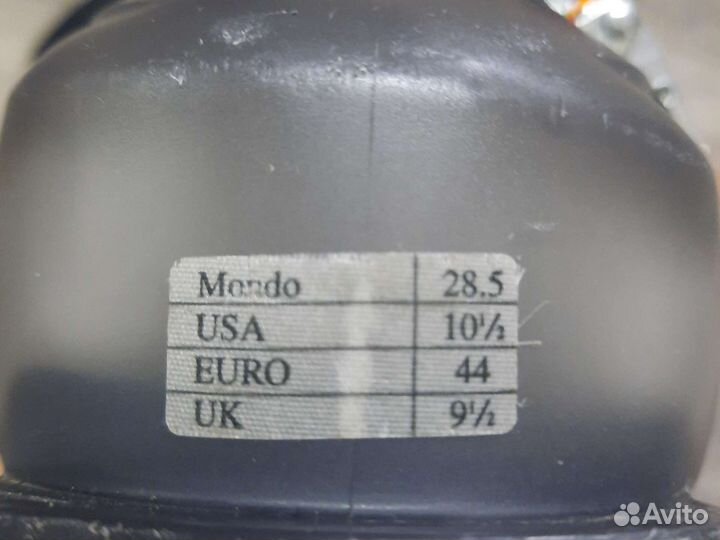 Mondo 28.5
USA 10½
EURO 44
UK 9½
Avito